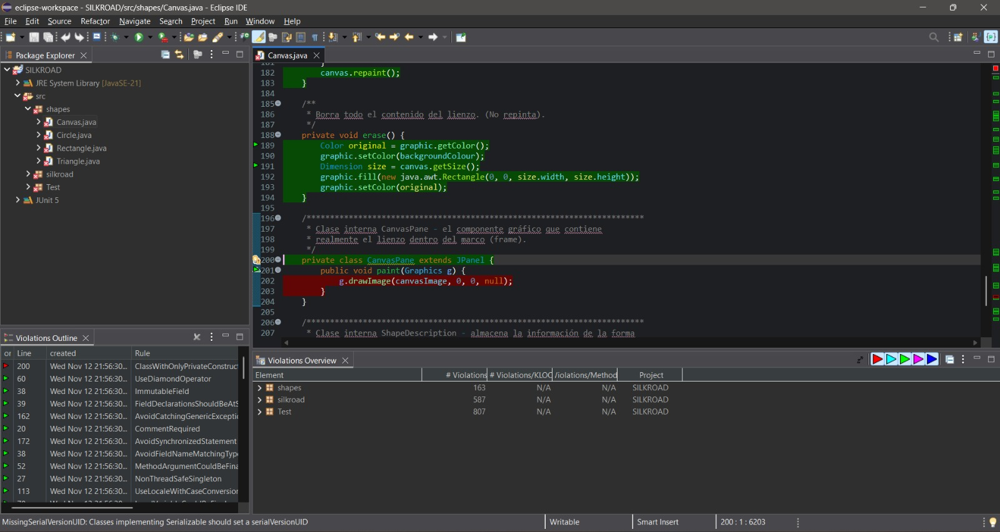 eclipse-workspace - SILKROAD/src/shapes/Canvas.java - Eclipse IDE
File Edit Source Refactor Navigate Search Project Run Window Help
Package Explorer
SILKROAD
JRE System Library [JavaSE-21]
src
shapes
Canvas.java
Circle.java
Rectangle.java
Triangle.java
silkroad
Test
JUnit 5
Canvas.java
182 canvas.repaint();
183 }
184
185 /**
186 * Borra todo el contenido del lienzo. (No repinta).
187 */
188 private void erase() {
189 Color original = graphic.getColor();
190 graphic.setColor(backgroundColour);
191 Dimension size = canvas.getSize();
192 graphic.fill(new java.awt.Rectangle(0, 0, size.width, size.height));
193 graphic.setColor(original);
194 }
195
196 /************************************************************************
197 * Clase interna CanvasPane - el componente gráfico que contiene
198 * realmente el lienzo dentro del marco (frame).
199 */
200 private class CanvasPane extends JPanel {
201 public void paint(Graphics g) {
202 g.drawImage(canvasImage, 0, 0, null);
203 }
204 }
205
206 /************************************************************************
207 * Clase interna ShapeDescription - almacena la información de la forma
Violations Outline
or Line created Rule
200 Wed Nov 12 21:56:30... ClassWithOnlyPrivateConstruc
60 Wed Nov 12 21:56:30... UseDiamondOperator
38 Wed Nov 12 21:56:30... ImmutableField
39 Wed Nov 12 21:56:30... FieldDeclarationsShouldBeAtS
162 Wed Nov 12 21:56:30... AvoidCatchingGenericExcepti
20 Wed Nov 12 21:56:30... CommentRequired
172 Wed Nov 12 21:56:30... AvoidSynchronizedStatement
38 Wed Nov 12 21:56:30... AvoidFieldNameMatchingTyp
52 Wed Nov 12 21:56:30... MethodArgumentCouldBeFina
27 Wed Nov 12 21:56:30... NonThreadSafeSingleton
113 Wed Nov 12 21:56:30... UseLocaleWithCaseConversion
Violations Overview
Element # Violations # Violations/KLOC /iolations/Method Project
shapes 163 N/A N/A SILKROAD
silkroad 587 N/A N/A SILKROAD
Test 807 N/A N/A SILKROAD
MissingSerialVersionUID: Classes implementing Serializable should set a serialVersionUID
Writable
Smart Insert
200 : 1 : 6203